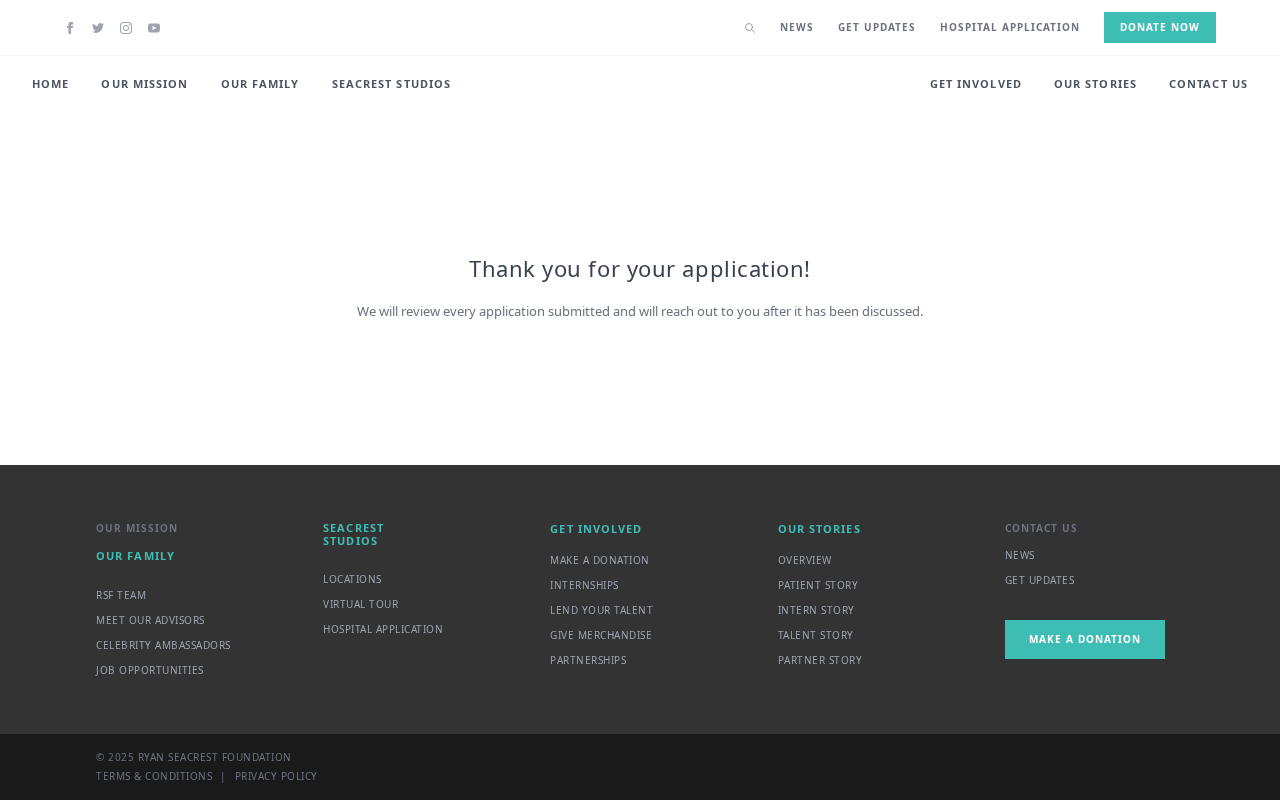 NEWS GET UPDATES HOSPITAL APPLICATION DONATE NOW
HOME OUR MISSION OUR FAMILY SEACREST STUDIOS GET INVOLVED OUR STORIES CONTACT US
Thank you for your application!
We will review every application submitted and will reach out to you after it has been discussed.
OUR MISSION
OUR FAMILY
RSF TEAM
MEET OUR ADVISORS
CELEBRITY AMBASSADORS
JOB OPPORTUNITIES
SEACREST
STUDIOS
LOCATIONS
VIRTUAL TOUR
HOSPITAL APPLICATION
GET INVOLVED
MAKE A DONATION
INTERNSHIPS
LEND YOUR TALENT
GIVE MERCHANDISE
PARTNERSHIPS
OUR STORIES
OVERVIEW
PATIENT STORY
INTERN STORY
TALENT STORY
PARTNER STORY
CONTACT US
NEWS
GET UPDATES
MAKE A DONATION
© 2025 RYAN SEACREST FOUNDATION
TERMS & CONDITIONS | PRIVACY POLICY